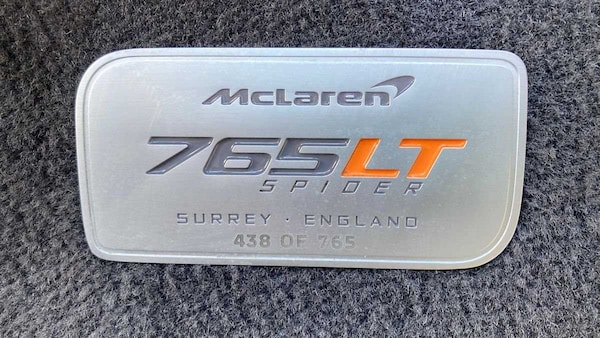 McLaren
765LT
SPIDER
SURREY · ENGLAND
438 OF 765